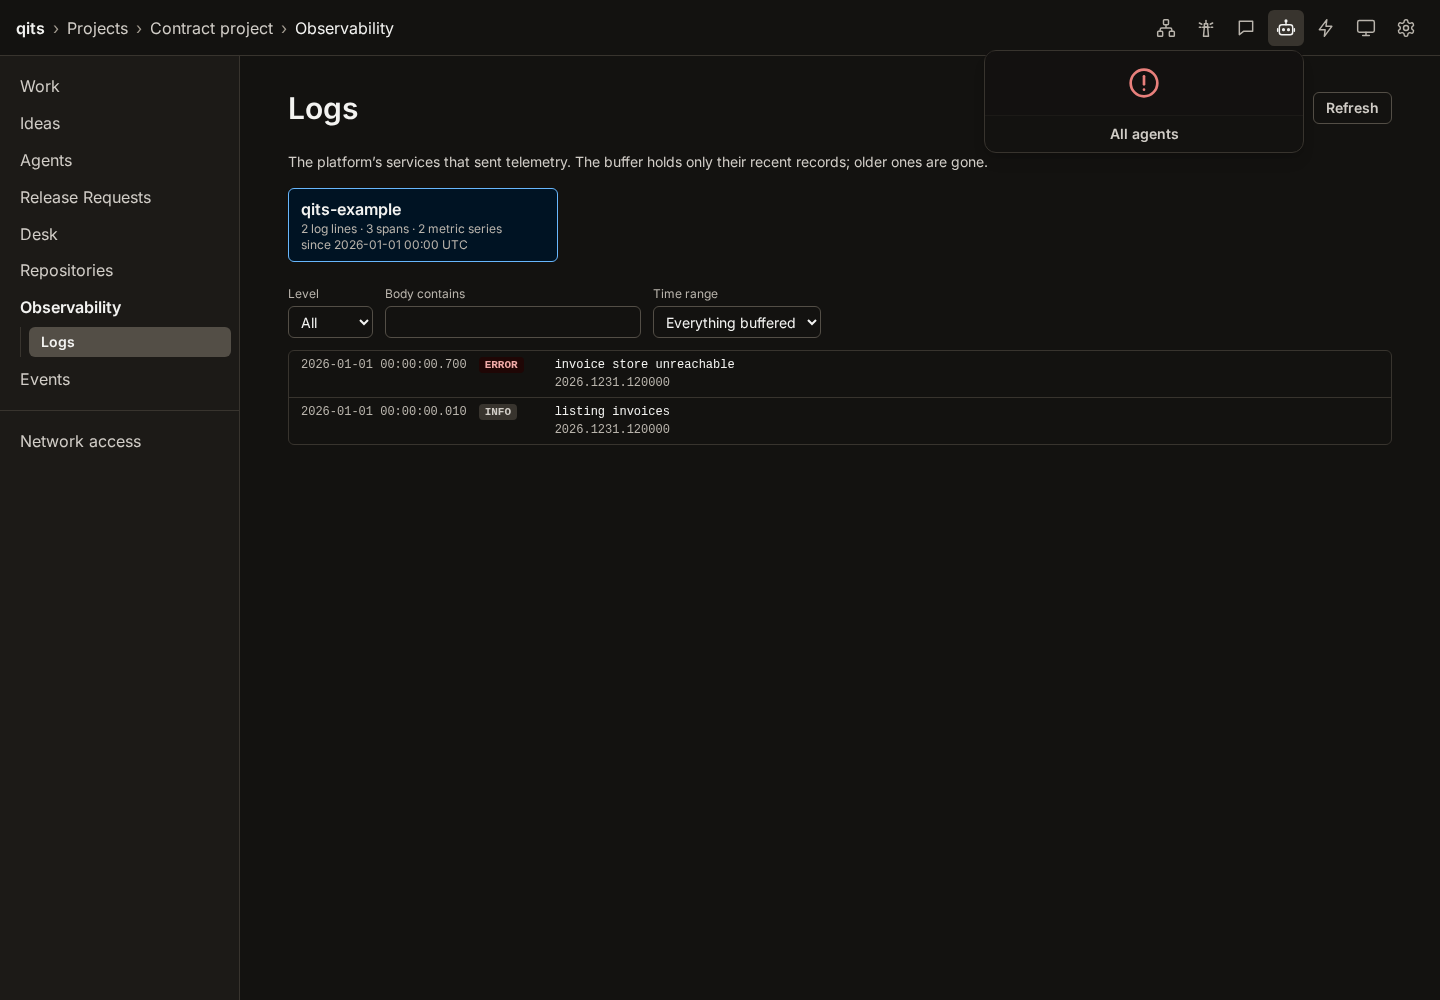 qits › Projects › Contract project › Observability
All agents
Work
Ideas
Agents
Release Requests
Desk
Repositories
Observability
Logs
Events
Network access
Logs
Refresh
The platform’s services that sent telemetry. The buffer holds only their recent records; older ones are gone.
qits-example
2 log lines · 3 spans · 2 metric series
since 2026-01-01 00:00 UTC
Level
Body contains
Time range
All
Everything buffered
2026-01-01 00:00:00.700 ERROR invoice store unreachable
2026.1231.120000
2026-01-01 00:00:00.010 INFO listing invoices
2026.1231.120000